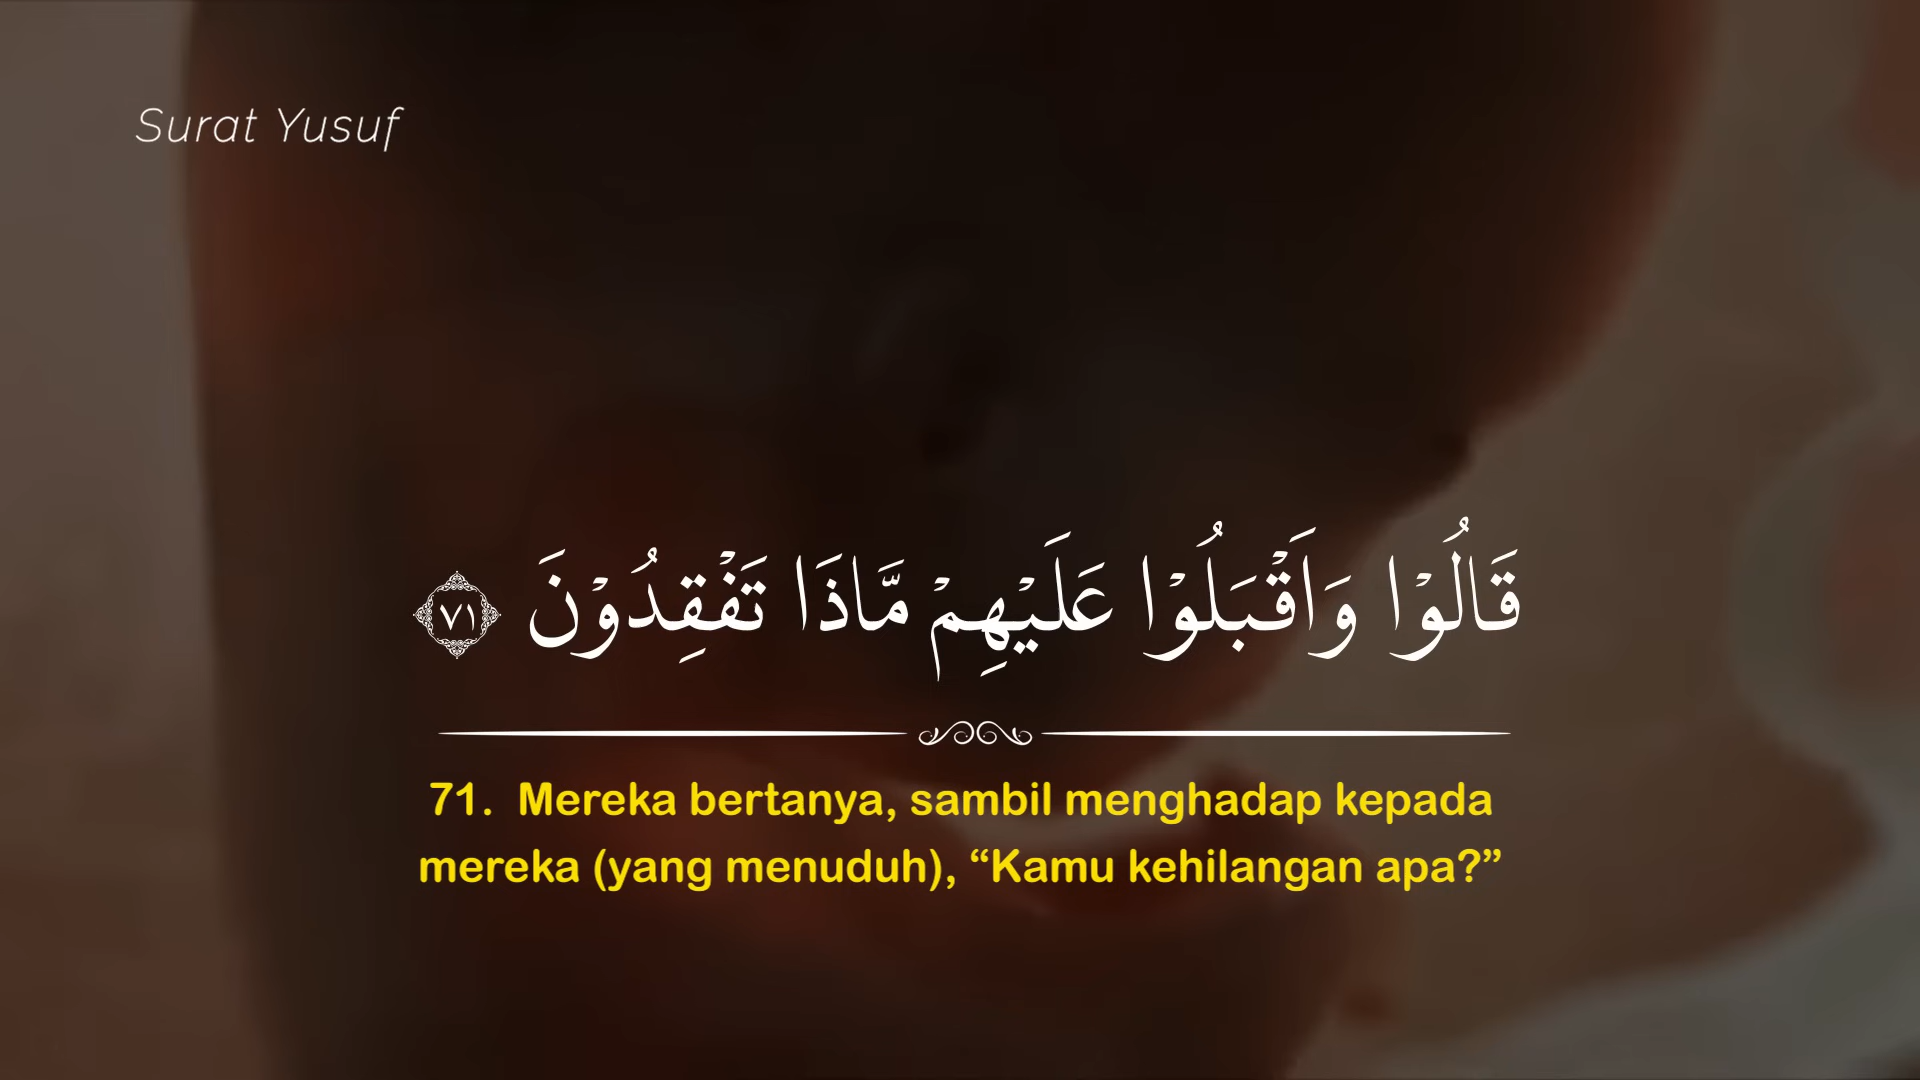 Surat Yusuf
قَالُوْا وَاَقْبَلُوْا عَلَيْهِمْ مَّاذَا تَفْقِدُوْنَ ٧١
71. Mereka bertanya, sambil menghadap kepada
mereka (yang menuduh), “Kamu kehilangan apa?”